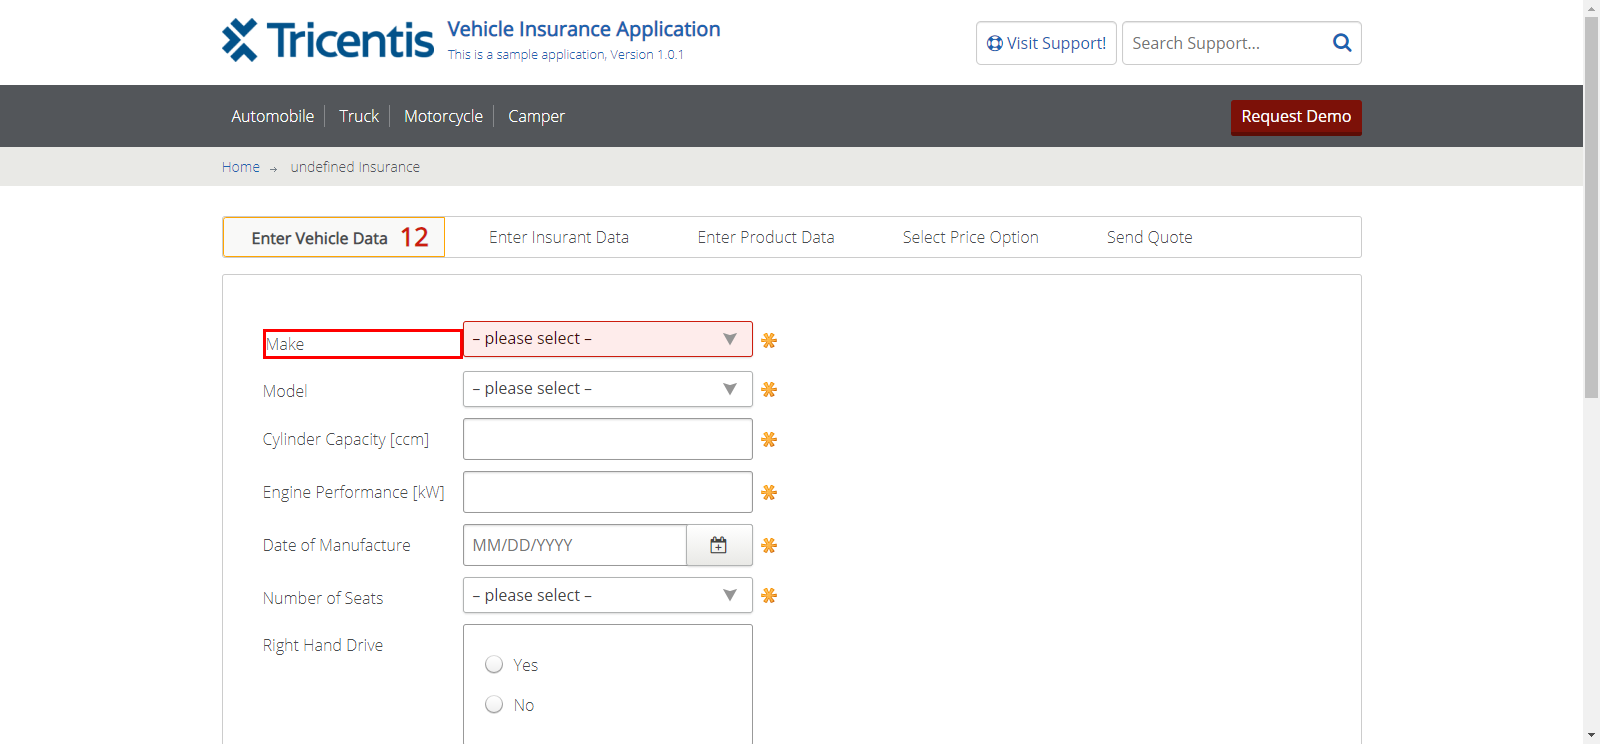 Tricentis
Vehicle Insurance Application
This is a sample application, Version 1.0.1
Visit Support!
Search Support...
Automobile
Truck
Motorcycle
Camper
Request Demo
Home → undefined Insurance
Enter Vehicle Data 12
Enter Insurant Data
Enter Product Data
Select Price Option
Send Quote
Make
– please select –
Model
– please select –
Cylinder Capacity [ccm]
Engine Performance [kW]
Date of Manufacture
MM/DD/YYYY
Number of Seats
– please select –
Right Hand Drive
Yes
No